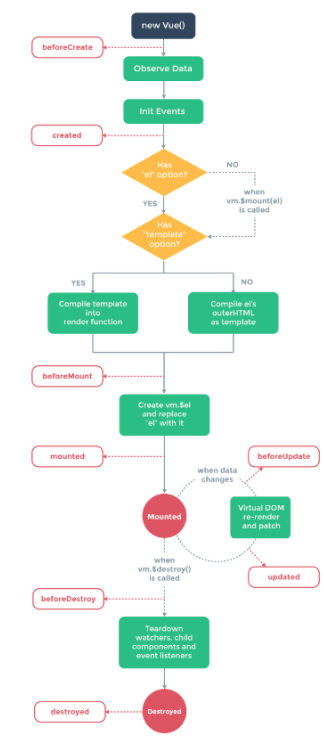 new Vue()
beforeCreate
Observe Data
Init Events
created
Has
"el" option?
NO
when
vm.$mount(el)
is called
YES
Has
"template"
option?
YES
NO
Compile template
into
render function
Compile el's
outerHTML
as template
beforeMount
Create vm.$el
and replace
"el" with it
mounted
when data
changes
beforeUpdate
Mounted
Virtual DOM
re-render
and patch
updated
when
vm.$destroy()
is called
beforeDestroy
Teardown
watchers, child
components and
event listeners
destroyed
Destroyed